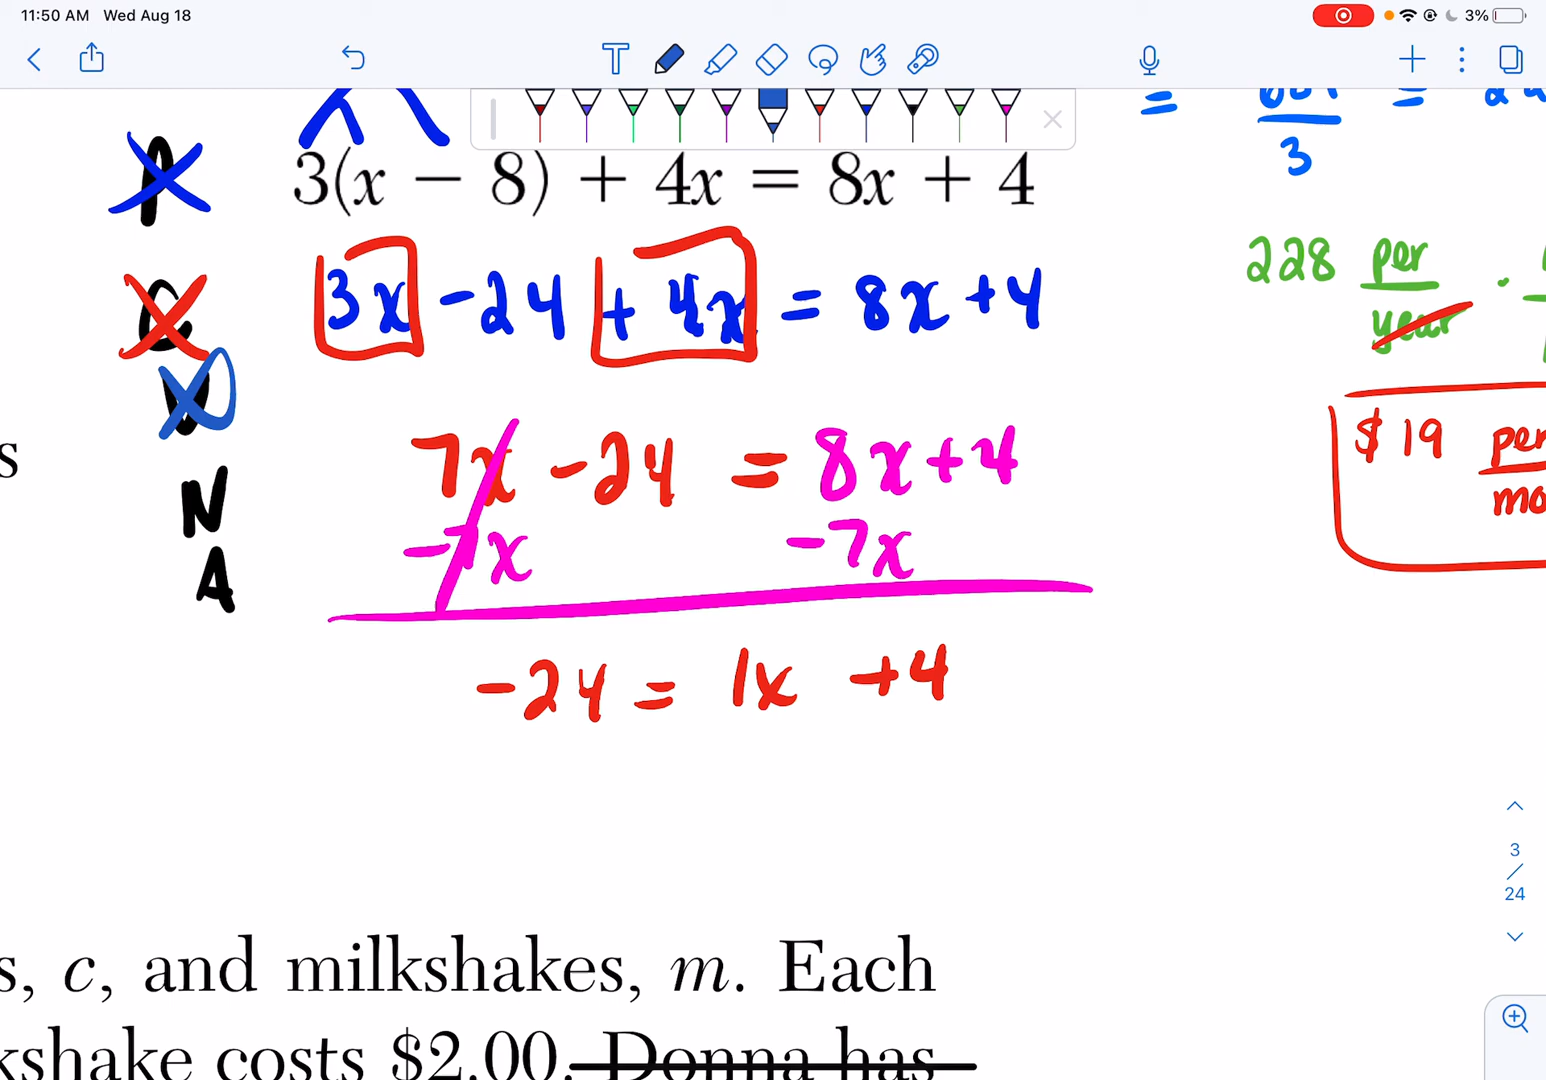 11:50 AM Wed Aug 18
3%
T
= 3 =
3(x − 8) + 4x = 8x + 4
228 per
year
3x -24 + 4x = 8x +4
C
V
$19 per
mo
s
7x -24 = 8x+4
N
-7x -7x
A
-24 = 1x +4
3
/
24
s, c, and milkshakes, m. Each
kshake costs $2.00. Donna has